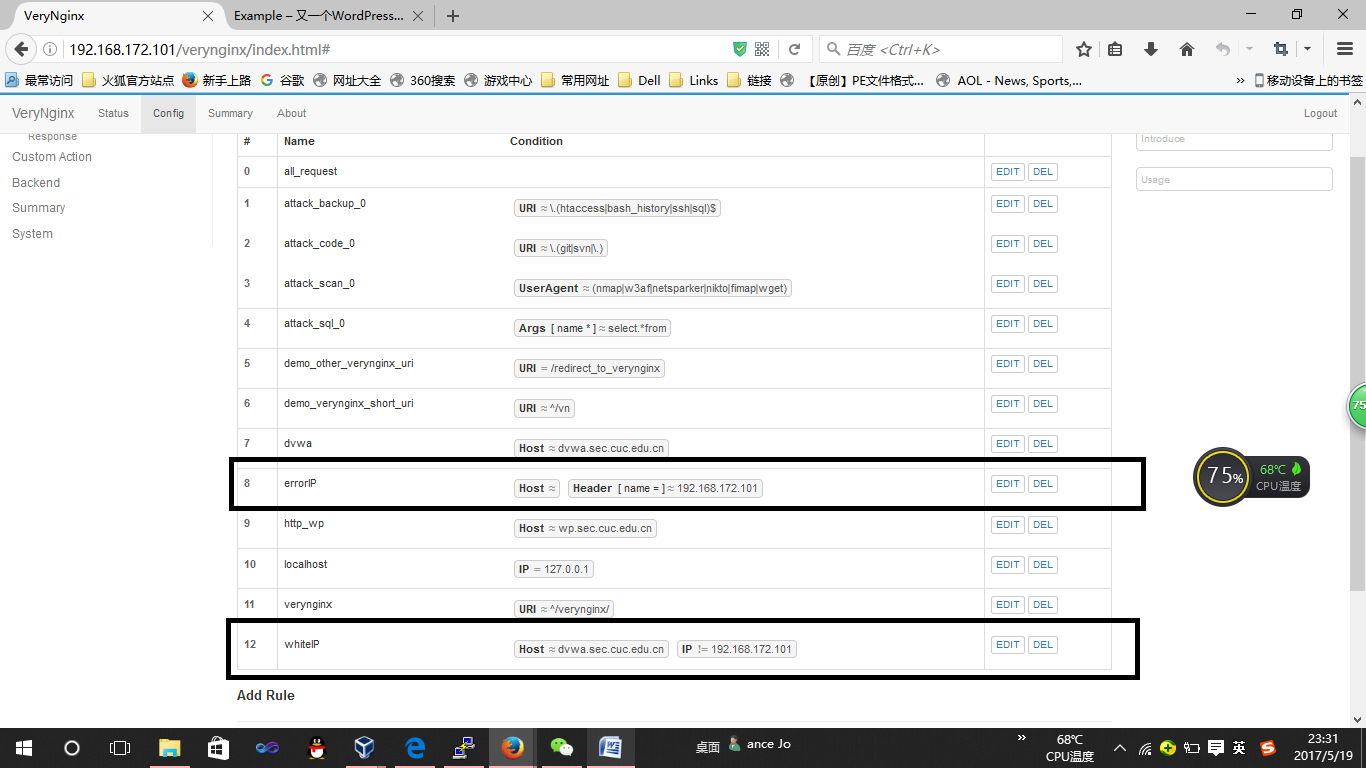 VeryNginx
Example – 又一个WordPress...
192.168.172.101/verynginx/index.html#
百度 <Ctrl+K>
最常访问 火狐官方站点 新手上路 谷歌 网址大全 360搜索 游戏中心 常用网址 Dell Links 链接 【原创】PE文件格式... AOL - News, Sports,... » 移动设备上的书签
VeryNginx Status Config Summary About Logout
Response
Custom Action
Backend
Summary
System
# Name Condition
0 all_request EDIT DEL
1 attack_backup_0 URI ≈ \.(htaccess|bash_history|ssh|sql)$ EDIT DEL
2 attack_code_0 URI ≈ \.(git|svn|\.) EDIT DEL
3 attack_scan_0 UserAgent ≈ (nmap|w3af|netsparker|nikto|fimap|wget) EDIT DEL
4 attack_sql_0 Args [ name * ] ≈ select.*from EDIT DEL
5 demo_other_verynginx_uri URI = /redirect_to_verynginx EDIT DEL
6 demo_verynginx_short_uri URI ≈ ^/vn EDIT DEL
7 dvwa Host ≈ dvwa.sec.cuc.edu.cn EDIT DEL
8 errorIP Host ≈ Header [ name = ] ≈ 192.168.172.101 EDIT DEL
9 http_wp Host ≈ wp.sec.cuc.edu.cn EDIT DEL
10 localhost IP = 127.0.0.1 EDIT DEL
11 verynginx URI ≈ ^/verynginx/ EDIT DEL
12 whiteIP Host ≈ dvwa.sec.cuc.edu.cn IP != 192.168.172.101 EDIT DEL
Add Rule
Introduce
Usage
75
75%
68℃
CPU温度
桌面 ance Jo
»
68℃
CPU温度
英
23:31
2017/5/19